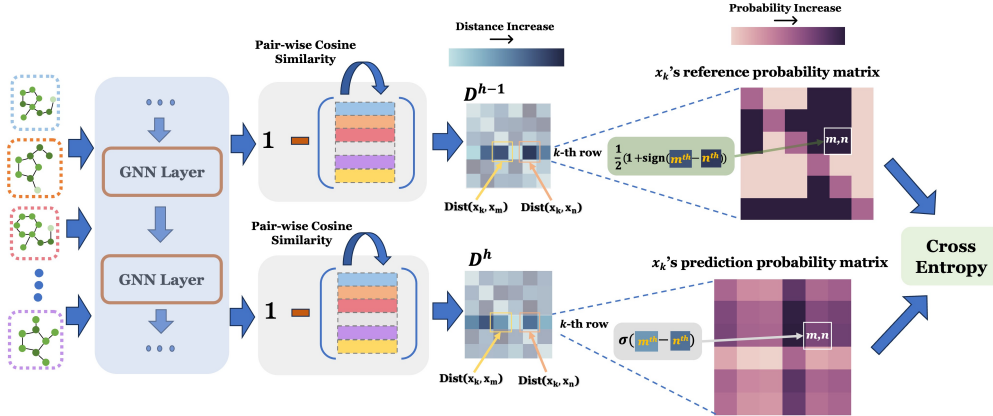 GNN Layer
GNN Layer
Pair-wise Cosine
Similarity
1 -
Pair-wise Cosine
Similarity
1 -
Distance Increase
D^{h-1}
k-th row
Dist(x_k, x_m)
Dist(x_k, x_n)
D^h
k-th row
Dist(x_k, x_m)
Dist(x_k, x_n)
Probability Increase
x_k's reference probability matrix
1/2(1+sign(m^{th}-n^{th}))
m,n
x_k's prediction probability matrix
σ(m^{th}-n^{th})
m,n
Cross
Entropy